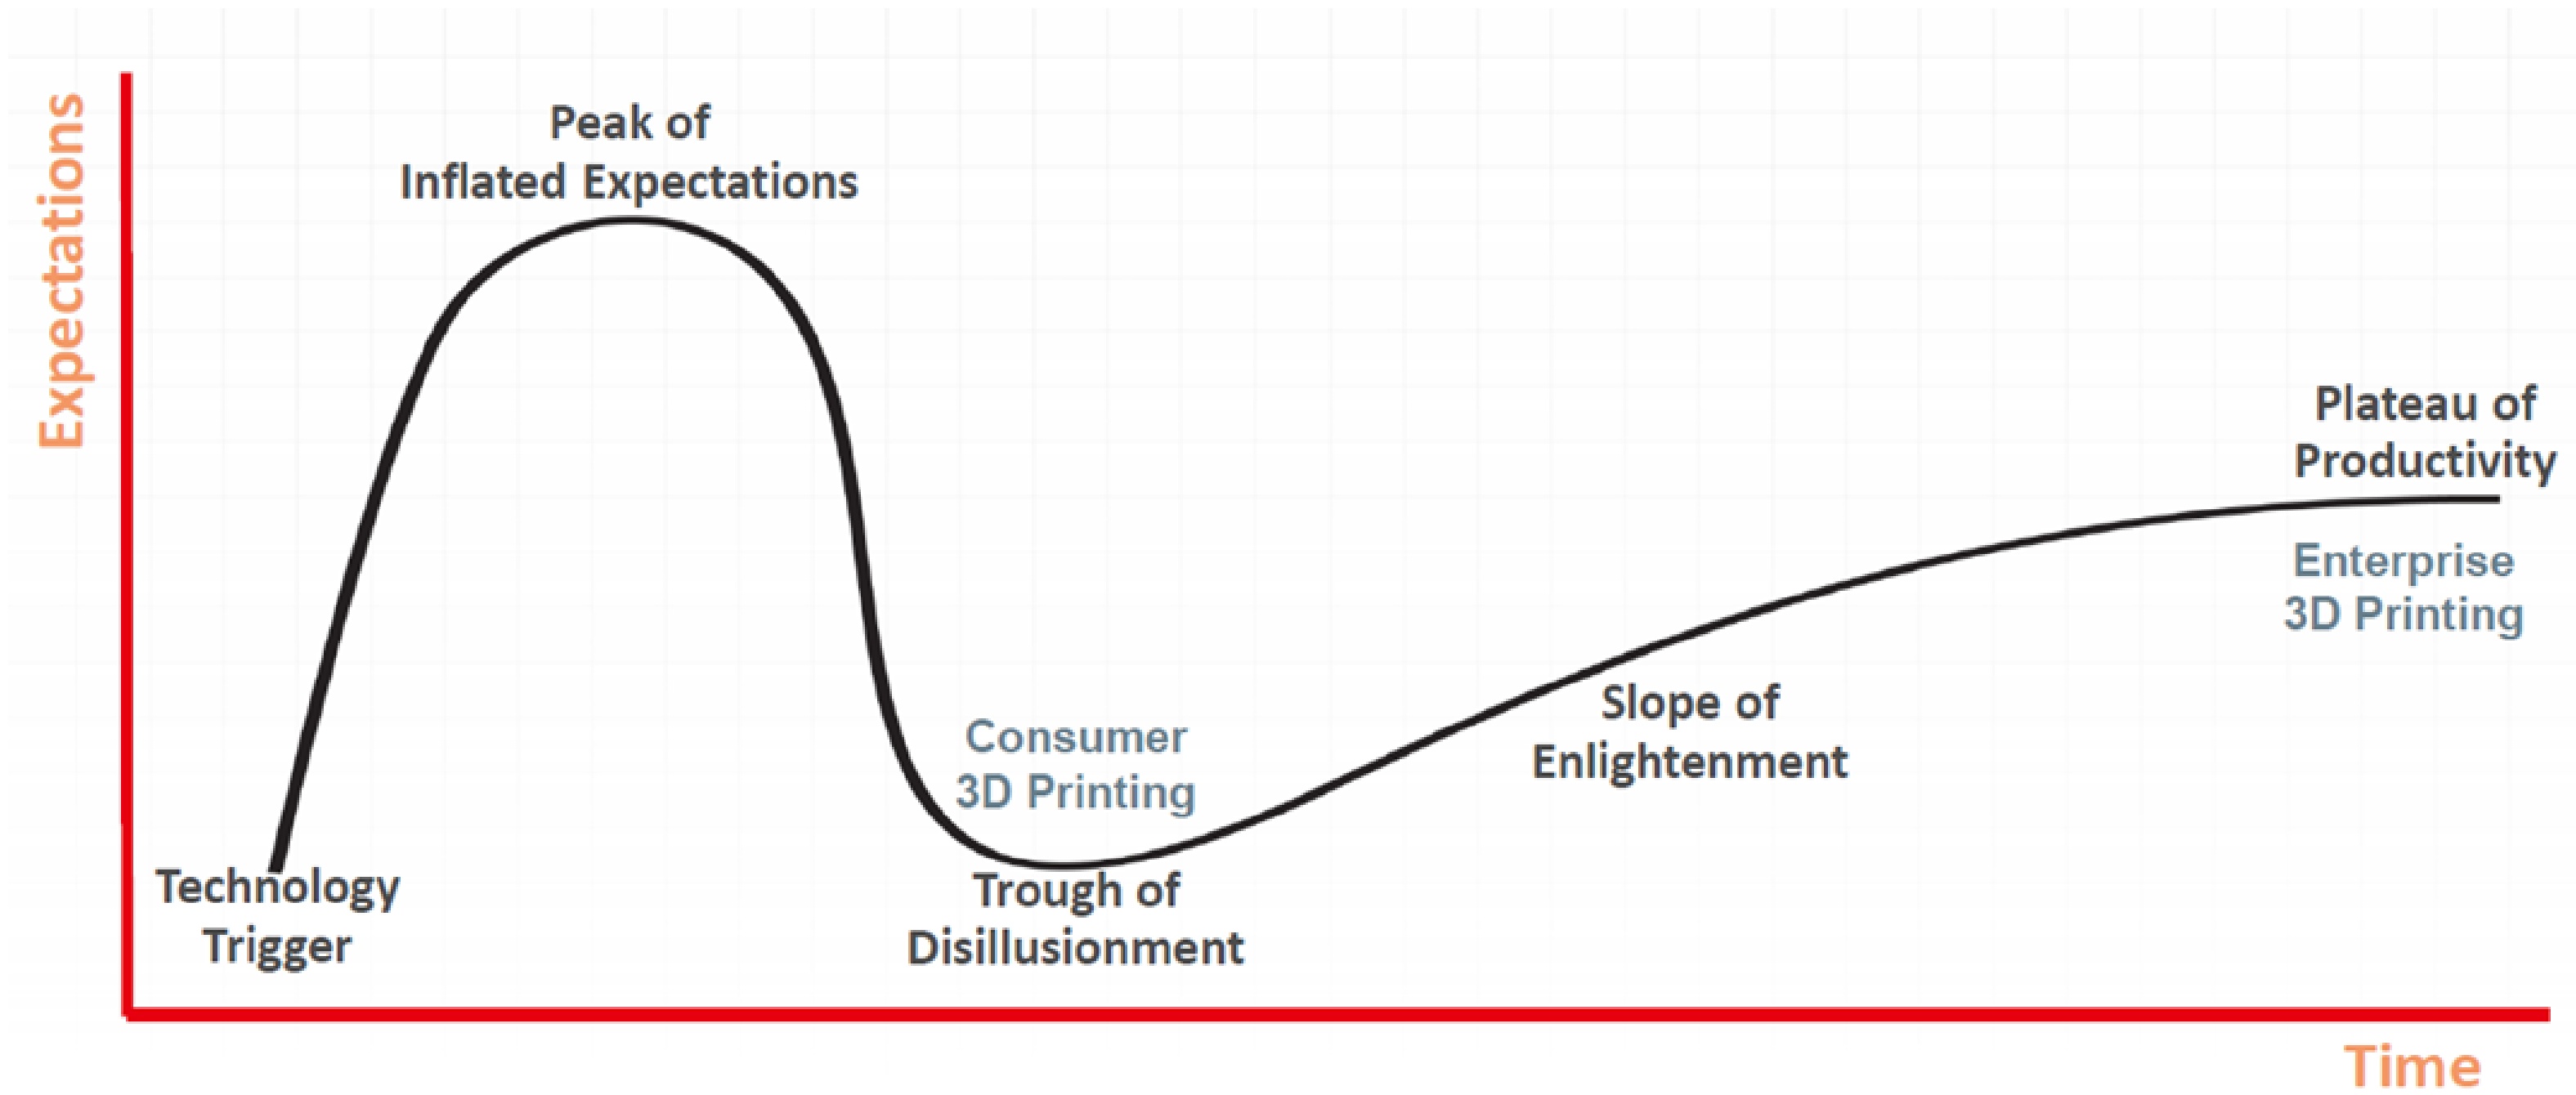 Expectations
Peak of
Inflated Expectations
Plateau of
Productivity
Enterprise
3D Printing
Slope of
Enlightenment
Consumer
3D Printing
Technology
Trigger
Trough of
Disillusionment
Time